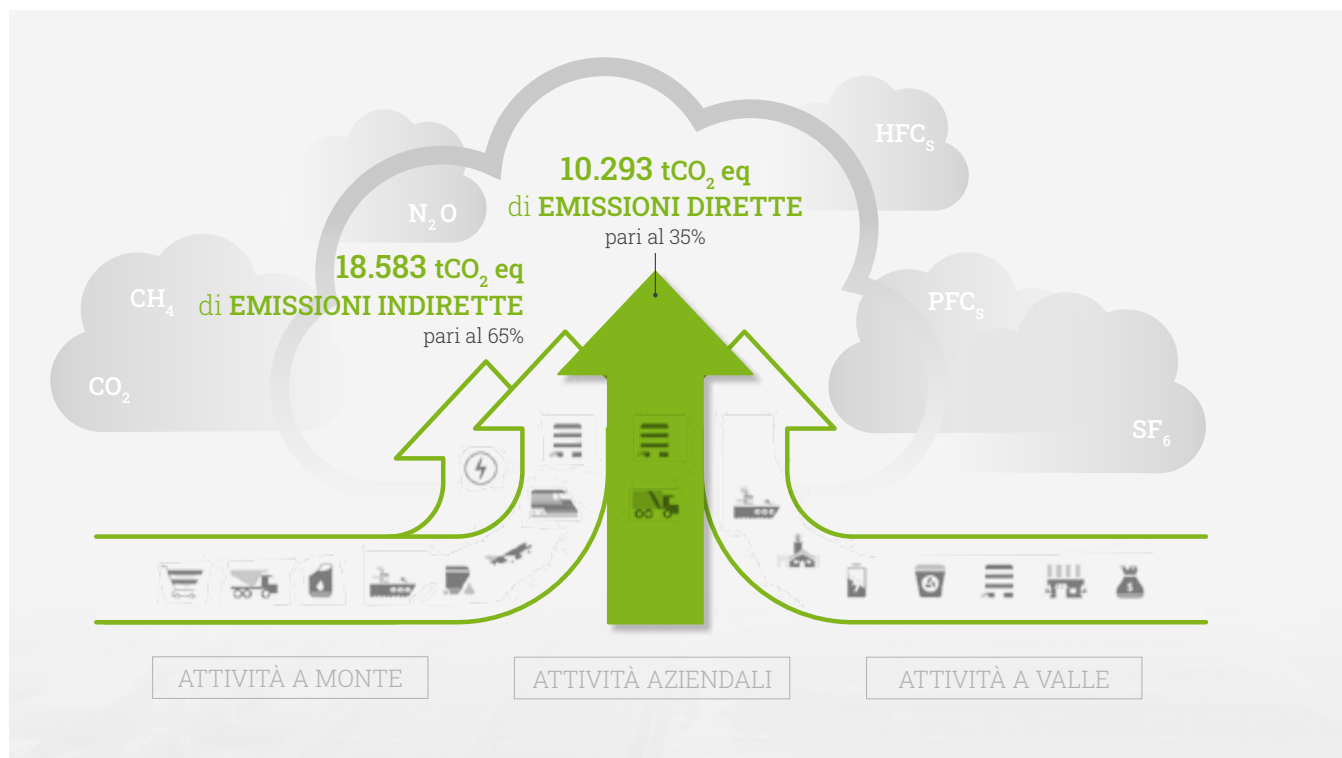 HFCs
10.293 tCO₂ eq
di EMISSIONI DIRETTE
pari al 35%
N₂O
18.583 tCO₂ eq
di EMISSIONI INDIRETTE
pari al 65%
CH₄
CO₂
PFCs
SF₆
ATTIVITÀ A MONTE
ATTIVITÀ AZIENDALI
ATTIVITÀ A VALLE